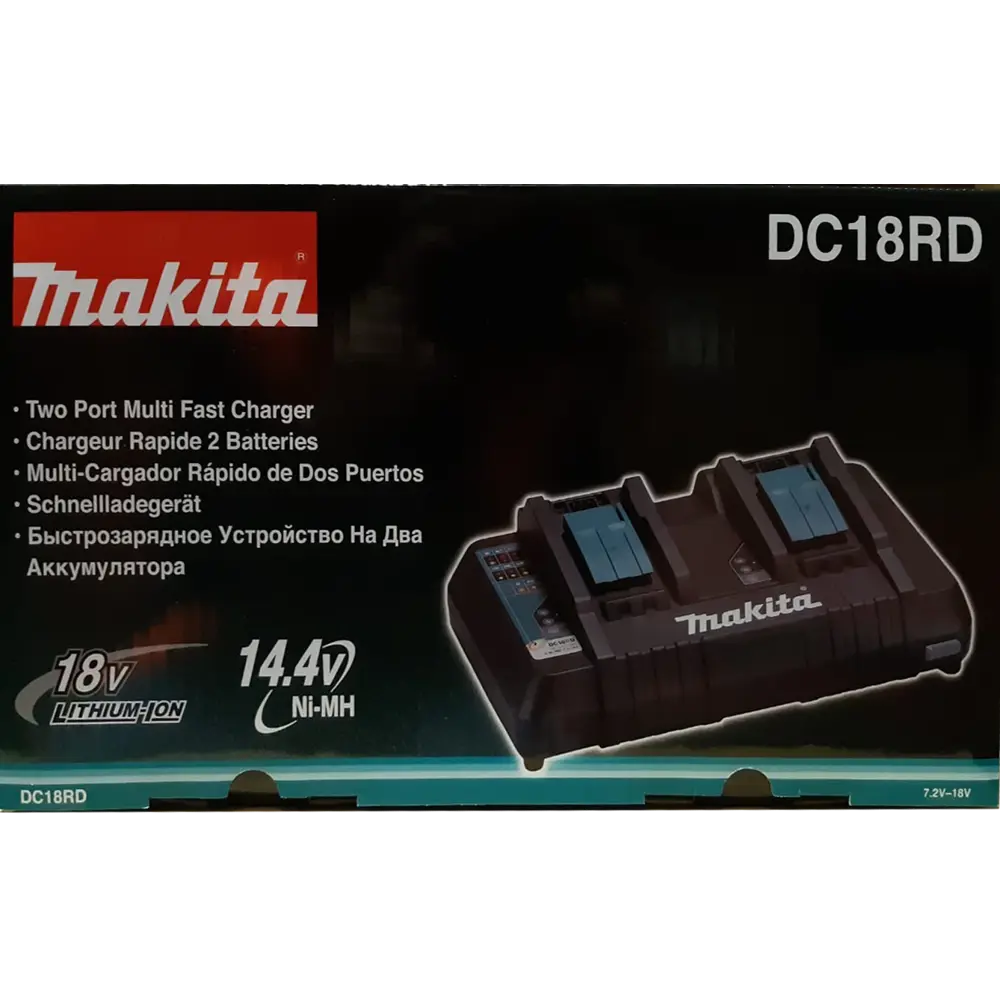 makita®
DC18RD
· Two Port Multi Fast Charger
· Chargeur Rapide 2 Batteries
· Multi-Cargador Rápido de Dos Puertos
· Schnellladegerät
· Быстрозарядное Устройство На Два
Аккумулятора
18V
LITHIUM-ION
14.4V
Ni-MH
makita
DC18RD
7.2V–18V